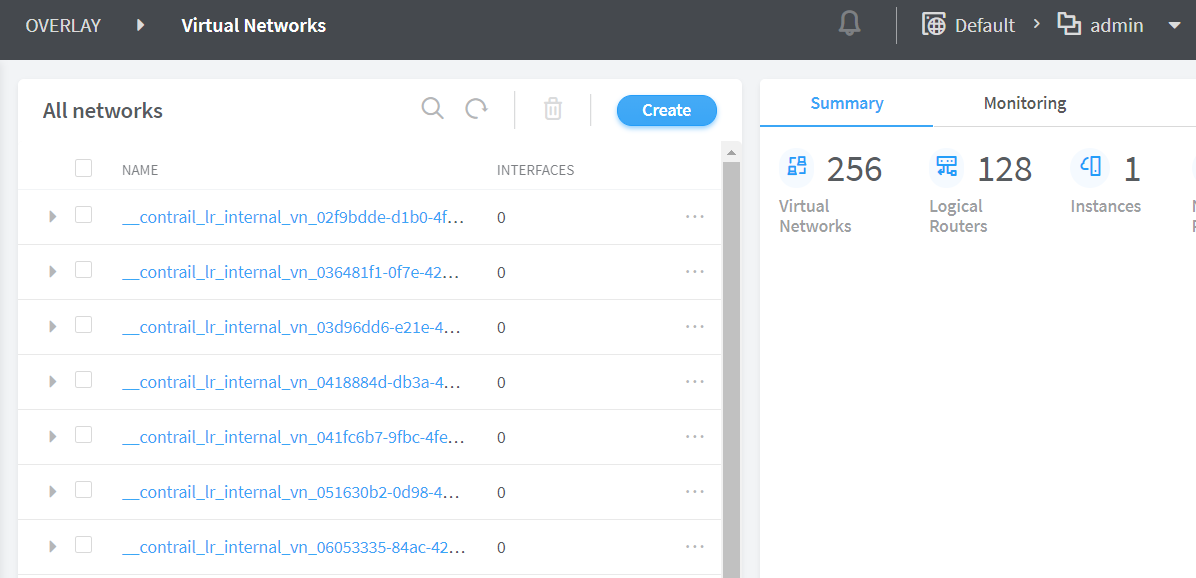 OVERLAY Virtual Networks Default > admin
All networks Create
Summary Monitoring
NAME INTERFACES
256 128 1
Virtual Networks
Logical Routers
Instances
__contrail_lr_internal_vn_02f9bdde-d1b0-4f... 0 ...
__contrail_lr_internal_vn_036481f1-0f7e-42... 0 ...
__contrail_lr_internal_vn_03d96dd6-e21e-4... 0 ...
__contrail_lr_internal_vn_0418884d-db3a-4... 0 ...
__contrail_lr_internal_vn_041fc6b7-9fbc-4fe... 0 ...
__contrail_lr_internal_vn_051630b2-0d98-4... 0 ...
__contrail_lr_internal_vn_06053335-84ac-42... 0 ...